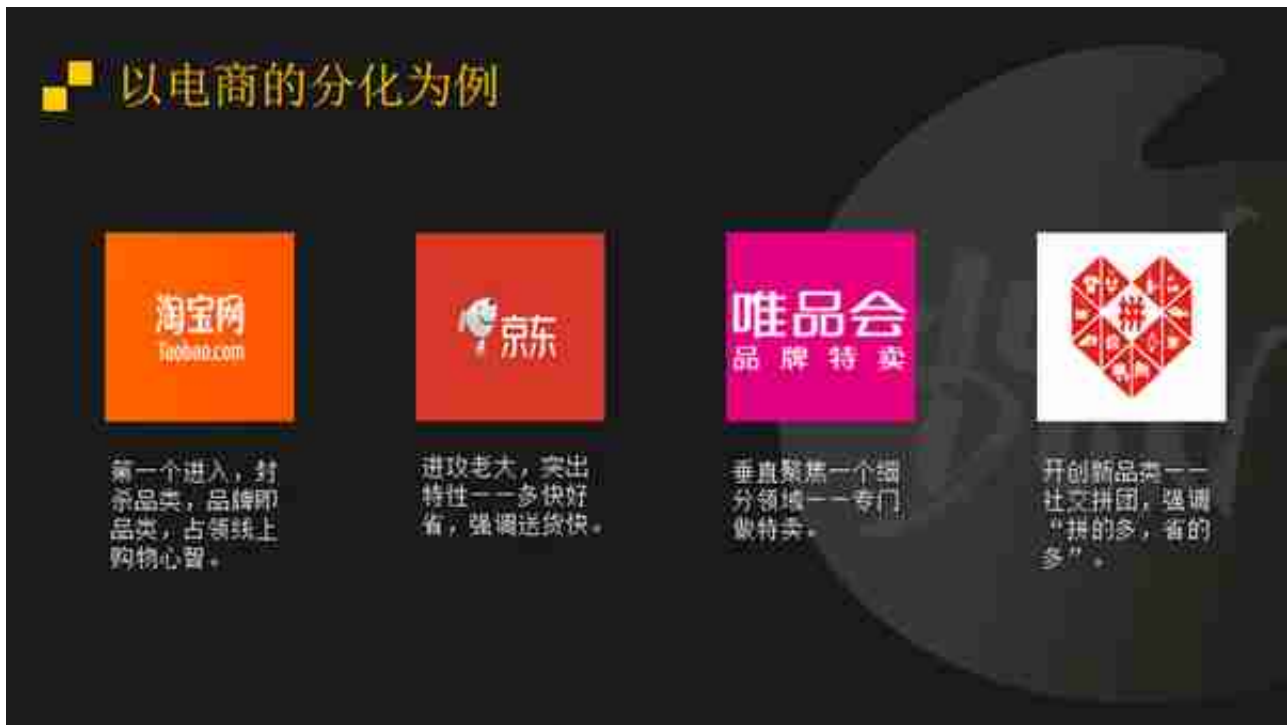 以电商的分化为例
淘宝网
Taobao.com
京东
唯品会
品牌特卖
拼
第一个进入，封
杀品类，品牌即
品类，占领线上
购物心智。
进攻老大，突出
特性——多快好
省，强调送货快。
垂直聚焦一个细
分领域——专门
做特卖。
开创新品类——
社交拼团，强调
“拼的多，省的
多”。